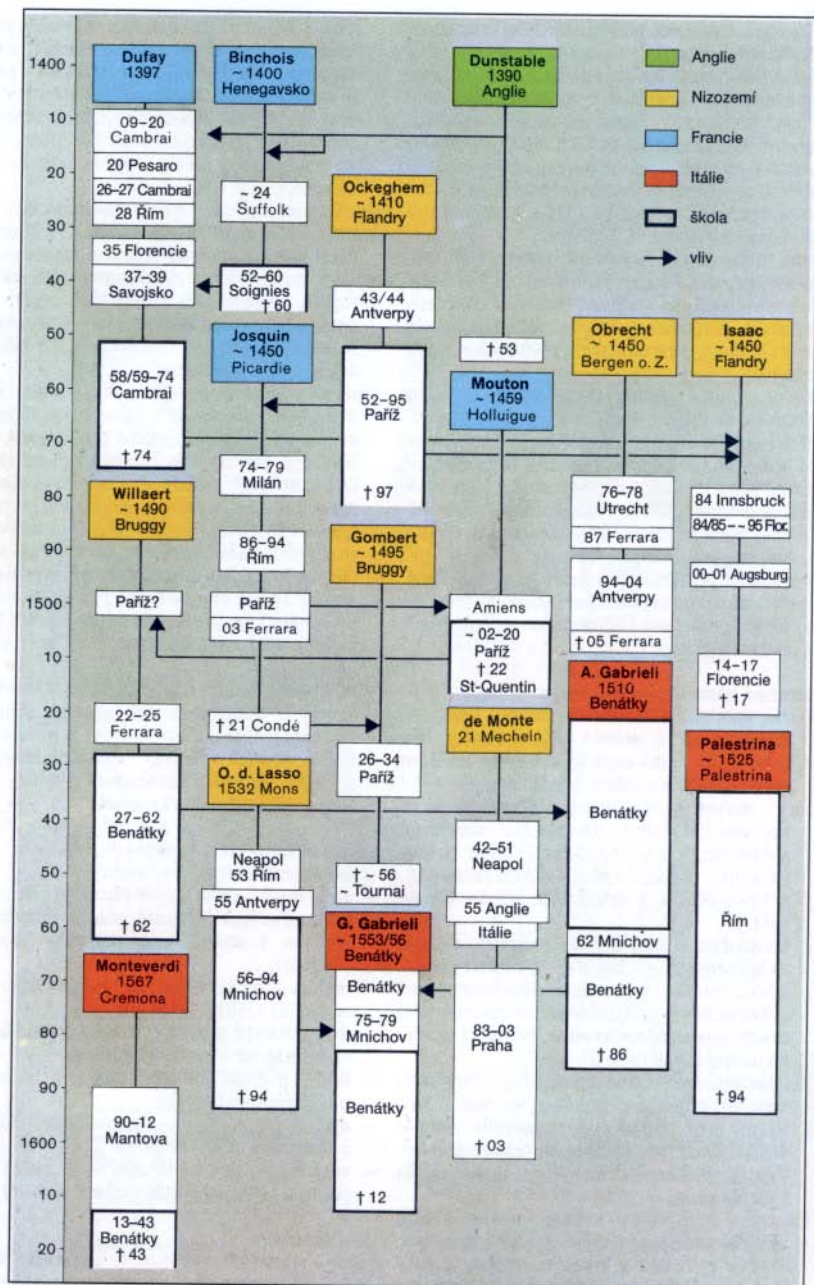 1400
10
20
30
40
50
60
70
80
90
1500
10
20
30
40
50
60
70
80
90
1600
10
20
Dufay
1397
09–20
Cambrai
20 Pesaro
26–27 Cambrai
28 Řím
35 Florencie
37–39
Savojsko
58/59–74
Cambrai
† 74
Willaert
~ 1490
Bruggy
Paříž?
22–25
Ferrara
27–62
Benátky
† 62
Monteverdi
1567
Cremona
90–12
Mantova
13–43
Benátky
† 43
Binchois
~ 1400
Henegavsko
~ 24
Suffolk
52–60
Soignies
† 60
Josquin
~ 1450
Picardie
74–79
Milán
86–94
Řím
Paříž
03 Ferrara
† 21 Condé
O. d. Lasso
1532 Mons
Neapol
53 Řím
55 Antverpy
56–94
Mnichov
† 94
Ockeghem
~ 1410
Flandry
43/44
Antverpy
52–95
Paříž
† 97
Gombert
~ 1495
Bruggy
26–34
Paříž
† ~ 56
~ Tournai
G. Gabrieli
~ 1553/56
Benátky
Benátky
75–79
Mnichov
Benátky
† 12
Dunstable
1390
Anglie
† 53
Mouton
~ 1459
Holluigue
Amiens
~ 02–20
Paříž
† 22
St-Quentin
de Monte
21 Mecheln
42–51
Neapol
55 Anglie
Itálie
83–03
Praha
† 03
Obrecht
~ 1450
Bergen o. Z.
76–78
Utrecht
87 Ferrara
94–04
Antverpy
† 05 Ferrara
A. Gabrieli
1510
Benátky
Benátky
62 Mnichov
Benátky
† 86
Isaac
~ 1450
Flandry
84 Innsbruck
84/85– ~ 95 Flor.
00–01 Augsburg
14–17
Florencie
† 17
Palestrina
~ 1525
Palestrina
Řím
† 94
Anglie
Nizozemí
Francie
Itálie
škola
vliv